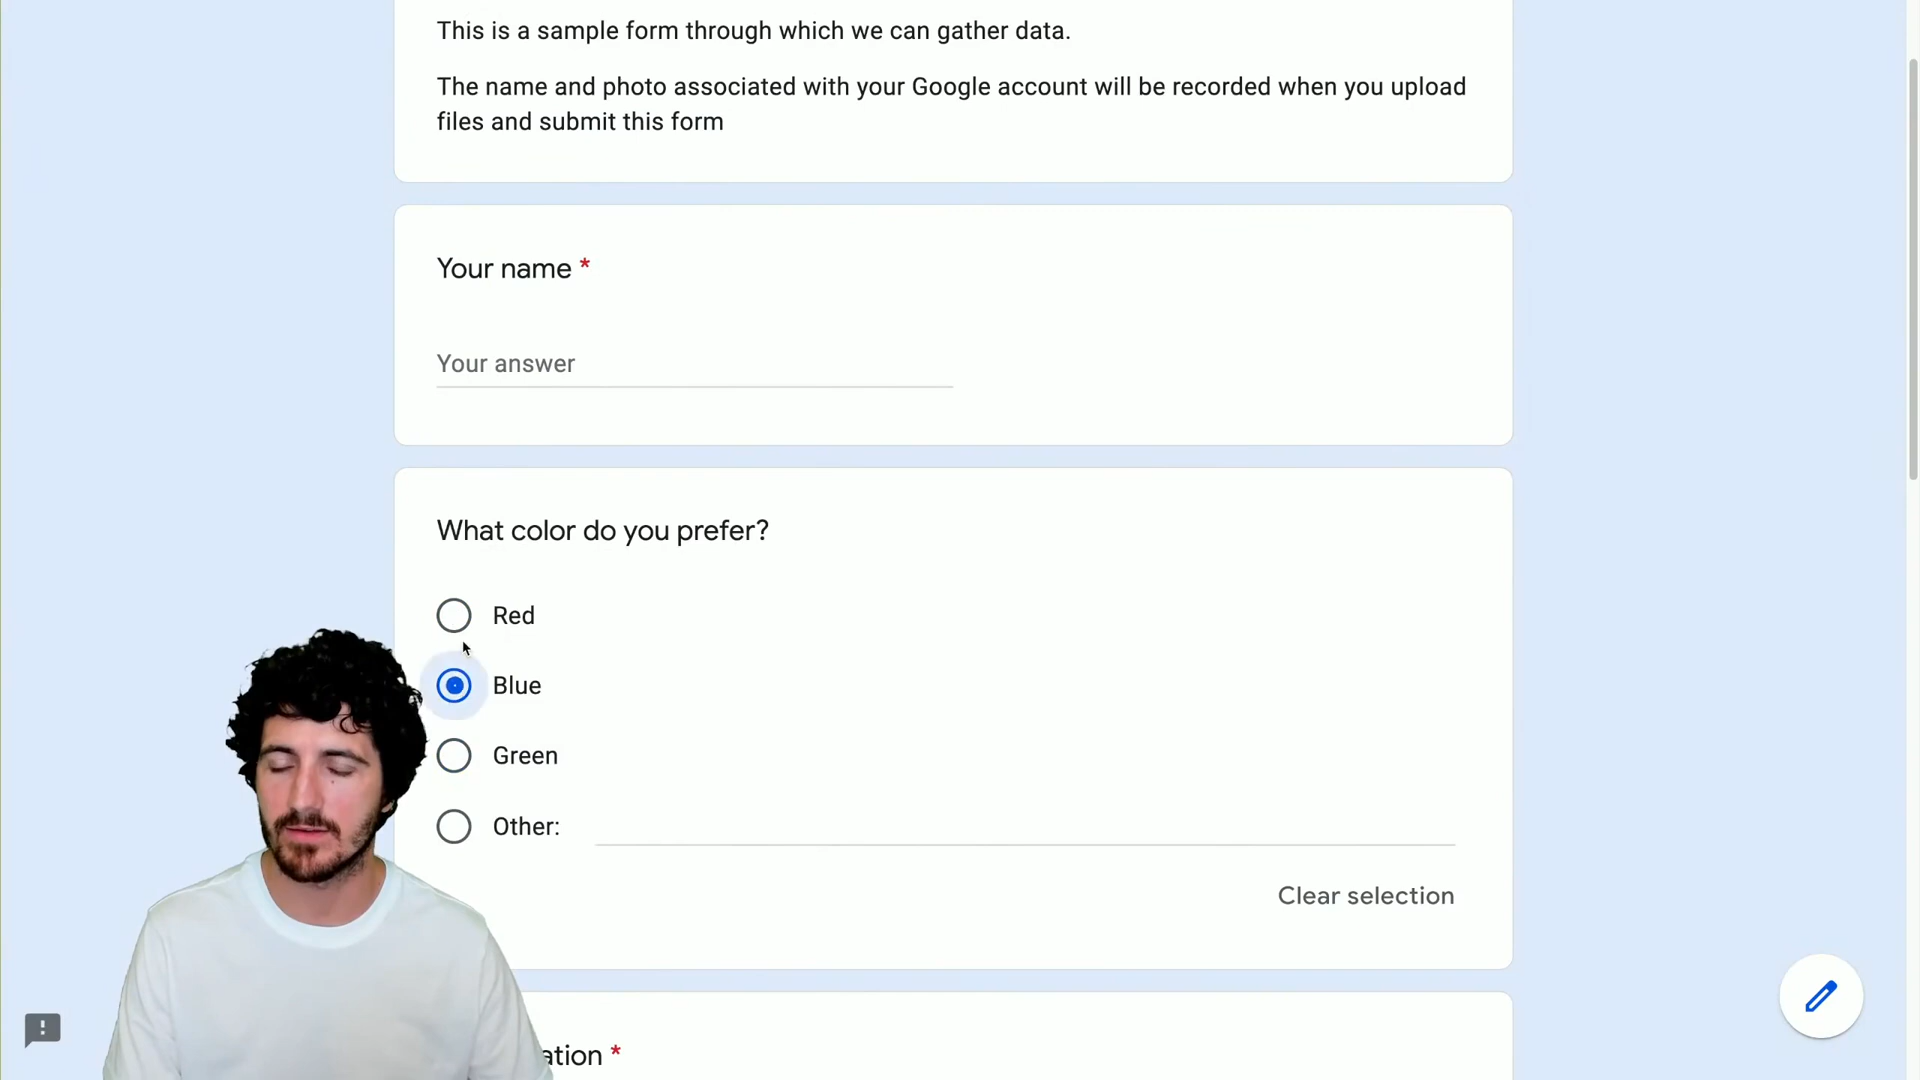 This is a sample form through which we can gather data.
The name and photo associated with your Google account will be recorded when you upload
files and submit this form
Your name *
Your answer
What color do you prefer?
Red
Blue
Green
Other:
Clear selection
*